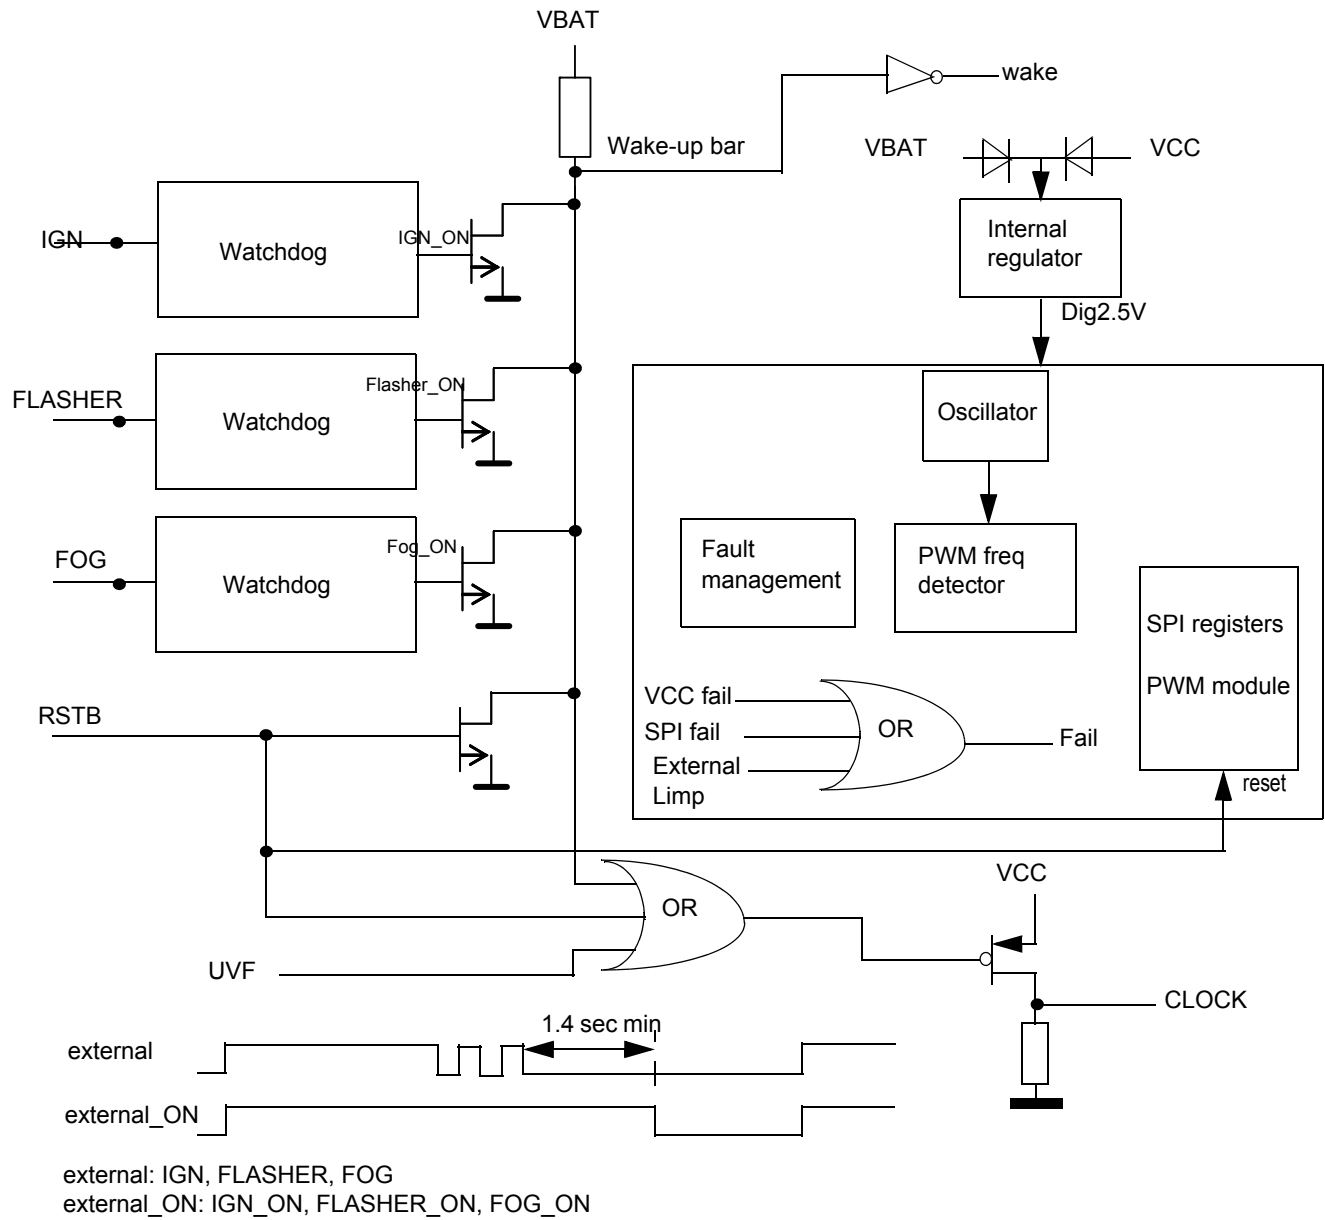 VBAT
wake
Wake-up bar
VBAT
VCC
IGN
Watchdog
IGN_ON
Internal
regulator
Dig2.5V
FLASHER
Watchdog
Flasher_ON
Oscillator
FOG
Watchdog
Fog_ON
Fault
management
PWM freq
detector
SPI registers
PWM module
RSTB
VCC fail
SPI fail
External
Limp
OR
Fail
reset
OR
VCC
UVF
CLOCK
1.4 sec min
external
external_ON
external: IGN, FLASHER, FOG
external_ON: IGN_ON, FLASHER_ON, FOG_ON